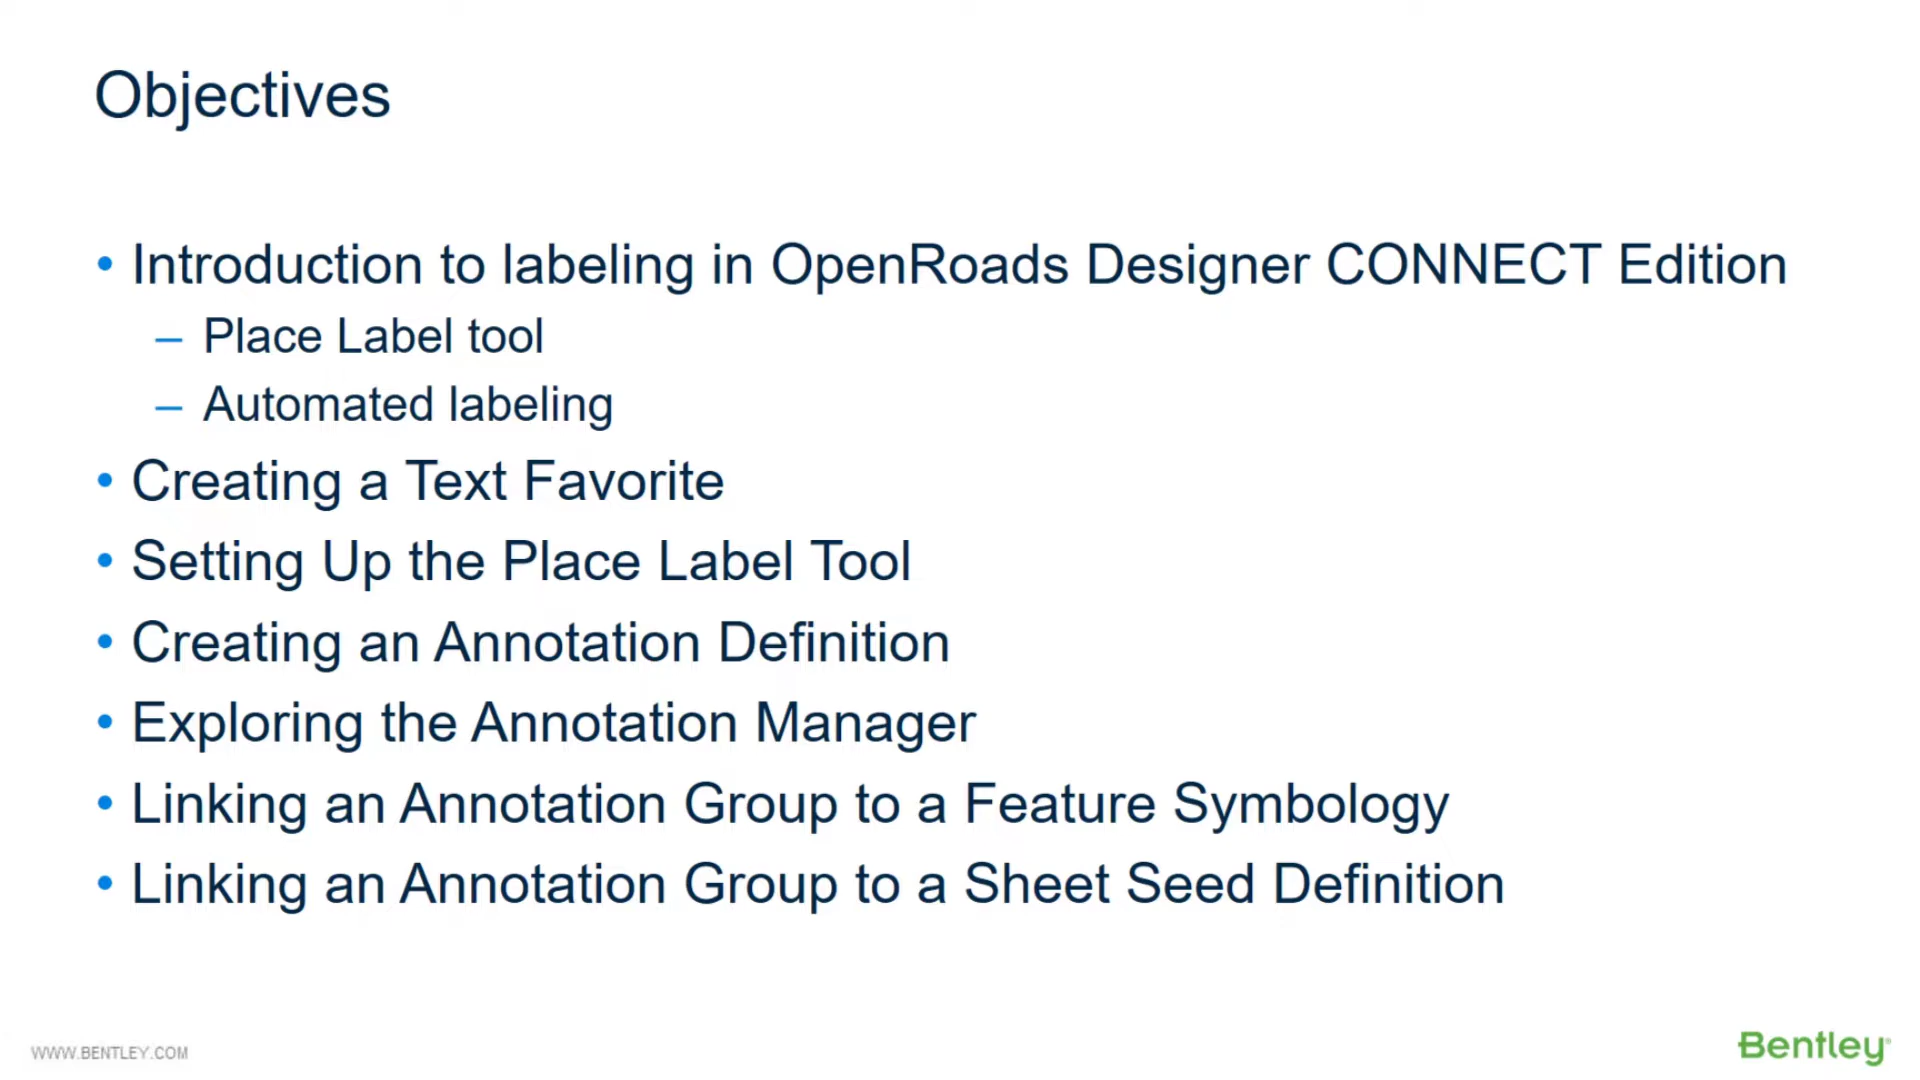 Objectives
• Introduction to labeling in OpenRoads Designer CONNECT Edition
– Place Label tool
– Automated labeling
• Creating a Text Favorite
• Setting Up the Place Label Tool
• Creating an Annotation Definition
• Exploring the Annotation Manager
• Linking an Annotation Group to a Feature Symbology
• Linking an Annotation Group to a Sheet Seed Definition
WWW.BENTLEY.COM
Bentley®